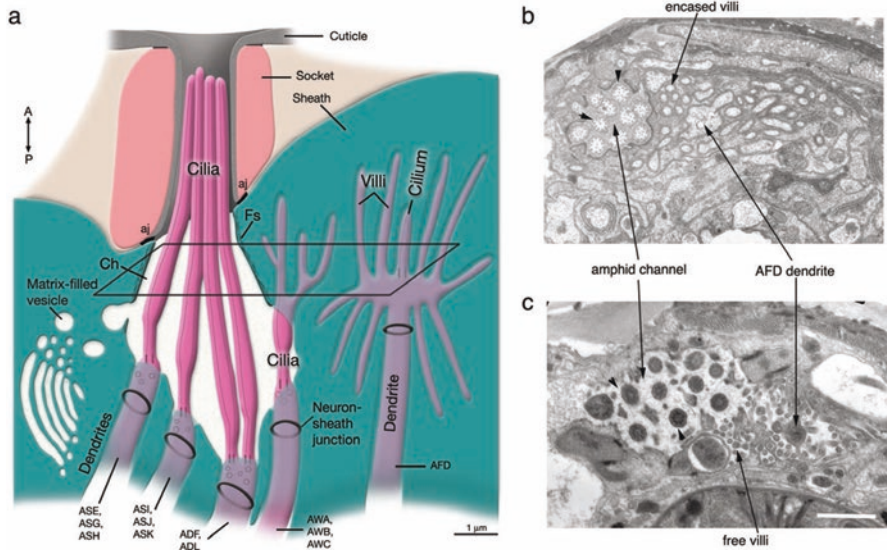 a
Cuticle
Socket
Sheath
A
P
Cilia
aj
aj
Fs
Villi
Cilium
Ch
Matrix-filled
vesicle
Cilia
Dendrites
Neuron-
sheath
junction
Dendrite
AFD
ASE,
ASG,
ASH
ASI,
ASJ,
ASK
ADF,
ADL
AWA,
AWB,
AWC
1 µm
b
encased villi
amphid channel
AFD dendrite
c
free villi